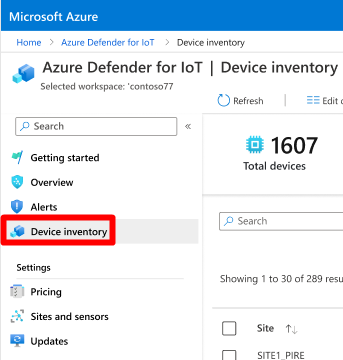 Microsoft Azure
Home > Azure Defender for IoT > Device inventory
Azure Defender for IoT | Device inventory
Selected workspace: 'contoso77
Refresh
Edit
Search
«
1607
Total devices
Getting started
Overview
Alerts
Search
Device inventory
Settings
Showing 1 to 30 of 289 resu
Pricing
Sites and sensors
Site ↑↓
Updates
SITE1_PIRE